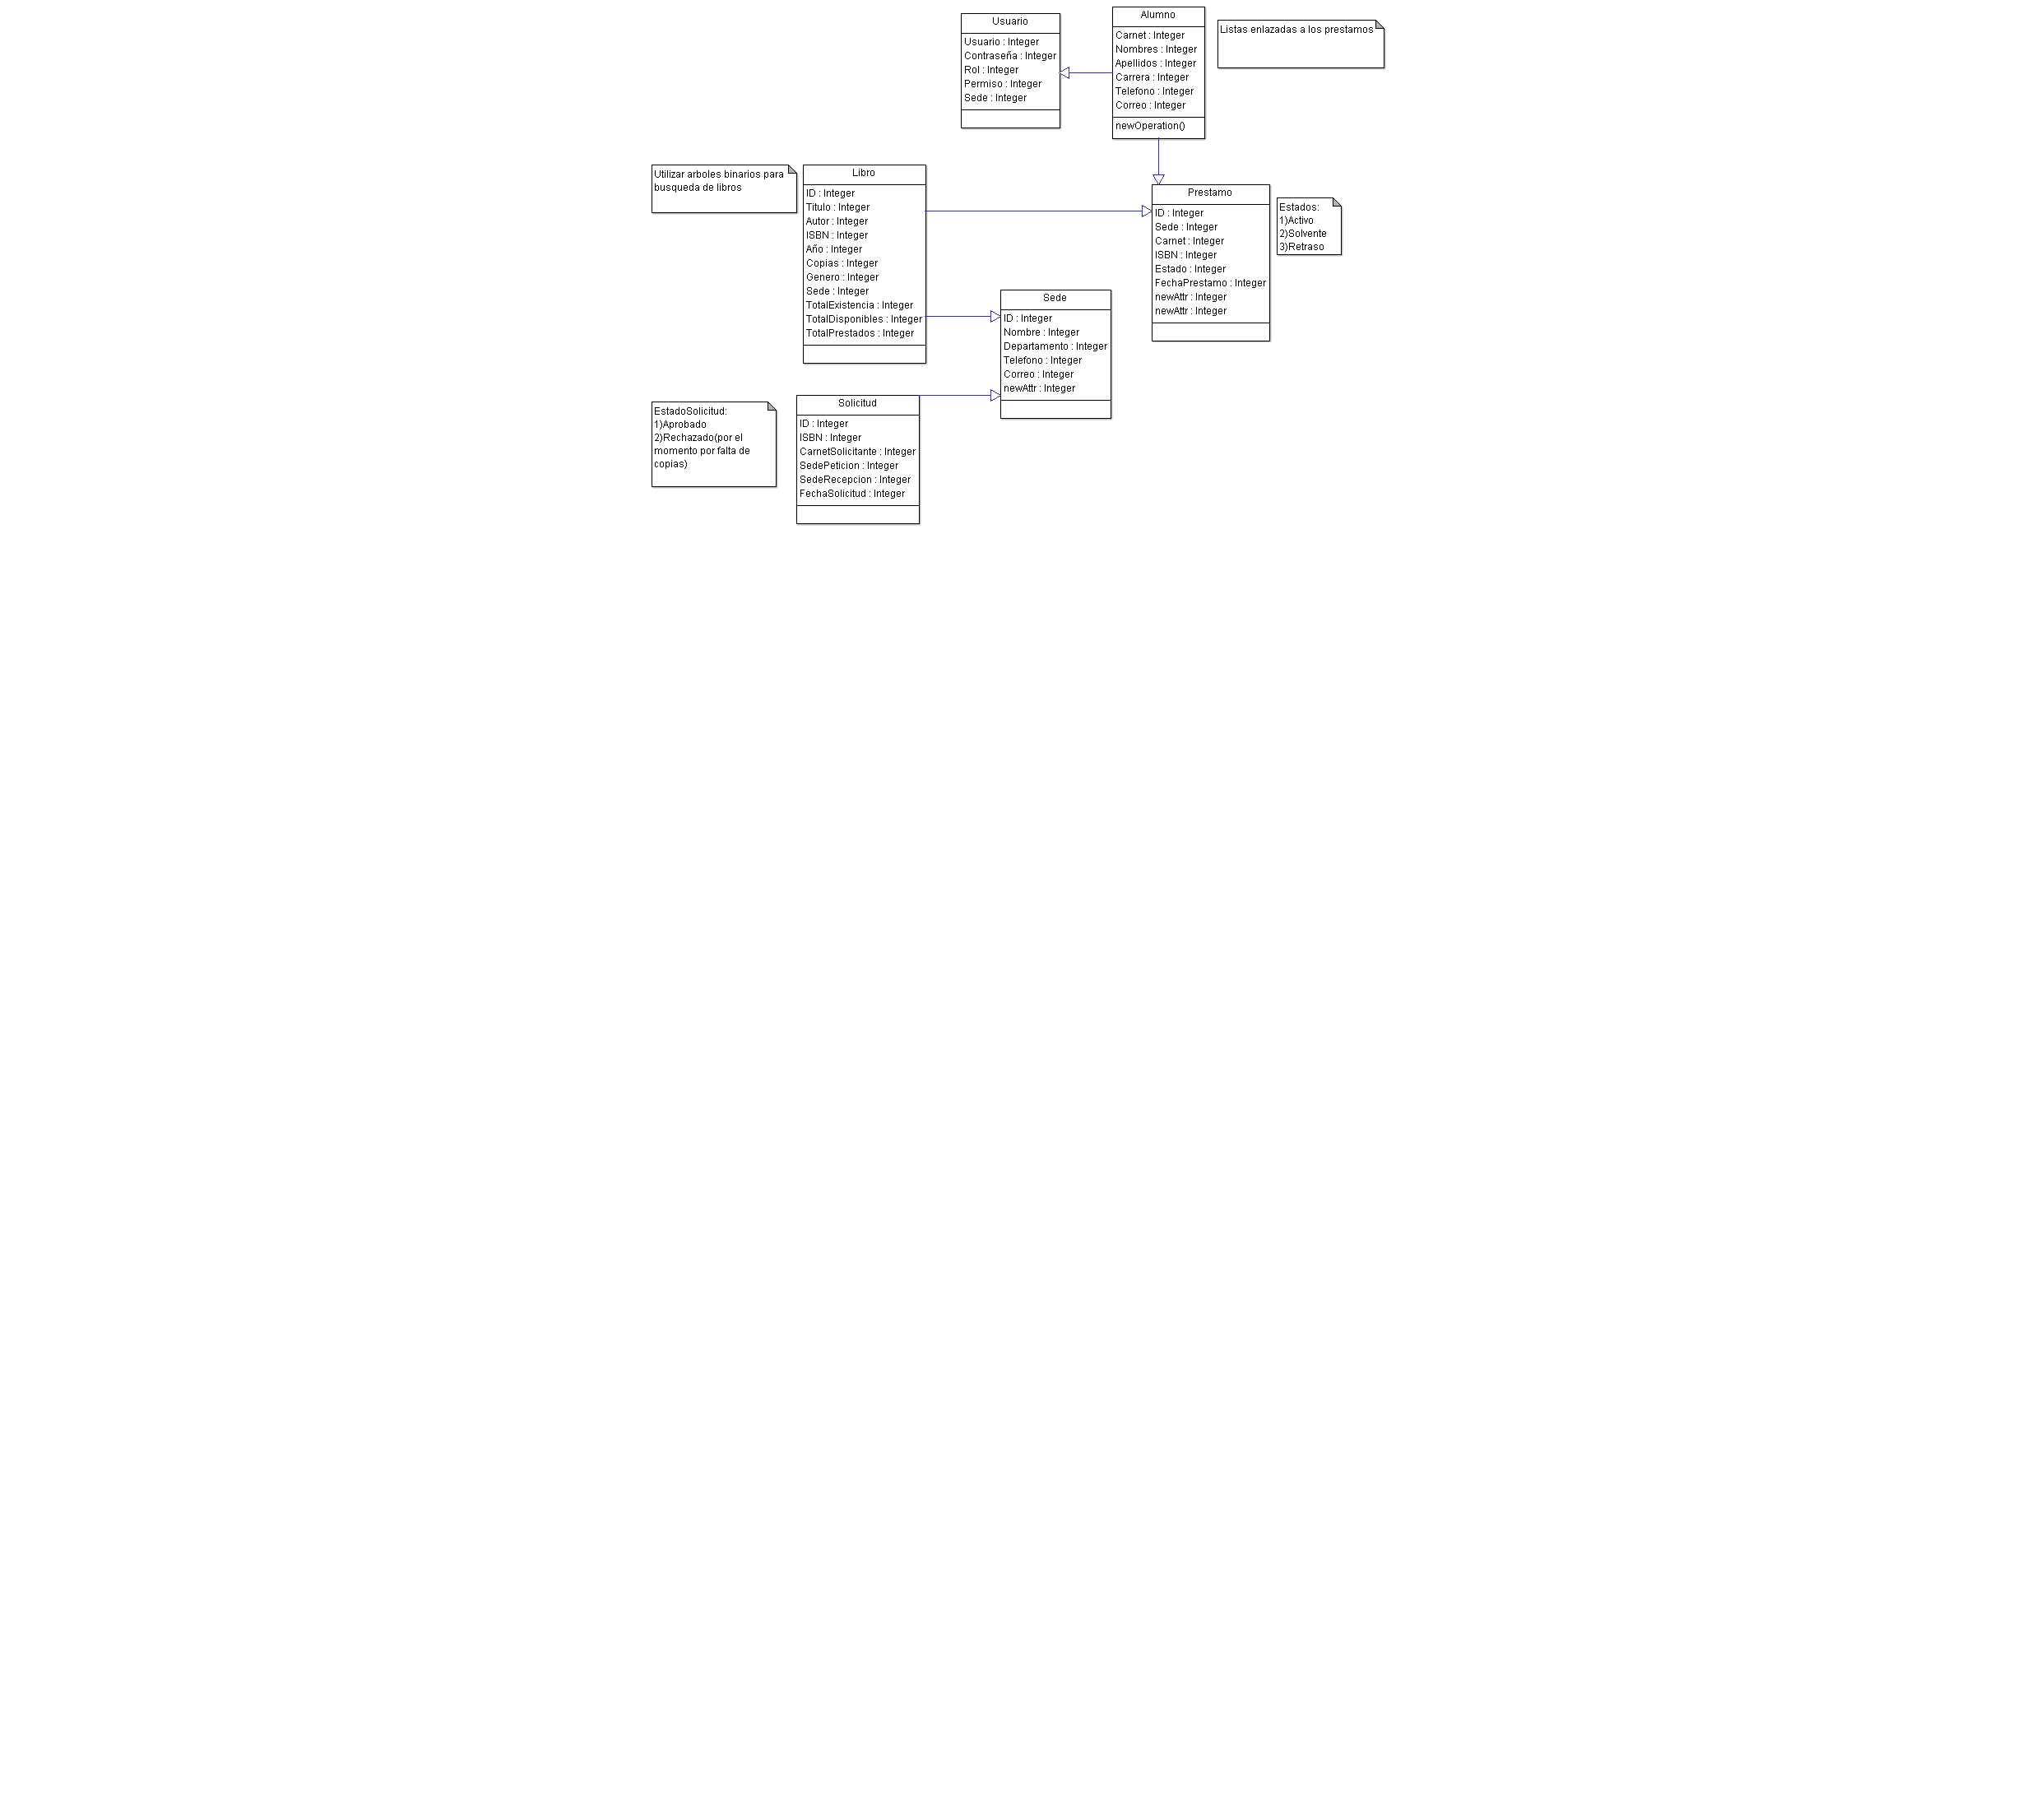 Usuario
Usuario : Integer
Contraseña : Integer
Rol : Integer
Permiso : Integer
Sede : Integer
Alumno
Carnet : Integer
Nombres : Integer
Apellidos : Integer
Carrera : Integer
Telefono : Integer
Correo : Integer
newOperation()
Listas enlazadas a los prestamos
Utilizar arboles binarios para
busqueda de libros
Libro
ID : Integer
Titulo : Integer
Autor : Integer
ISBN : Integer
Año : Integer
Copias : Integer
Genero : Integer
Sede : Integer
TotalExistencia : Integer
TotalDisponibles : Integer
TotalPrestados : Integer
Prestamo
ID : Integer
Sede : Integer
Carnet : Integer
ISBN : Integer
Estado : Integer
FechaPrestamo : Integer
newAttr : Integer
newAttr : Integer
Estados:
1)Activo
2)Solvente
3)Retraso
Sede
ID : Integer
Nombre : Integer
Departamento : Integer
Telefono : Integer
Correo : Integer
newAttr : Integer
EstadoSolicitud:
1)Aprobado
2)Rechazado(por el
momento por falta de
copias)
Solicitud
ID : Integer
ISBN : Integer
CarnetSolicitante : Integer
SedePeticion : Integer
SedeRecepcion : Integer
FechaSolicitud : Integer